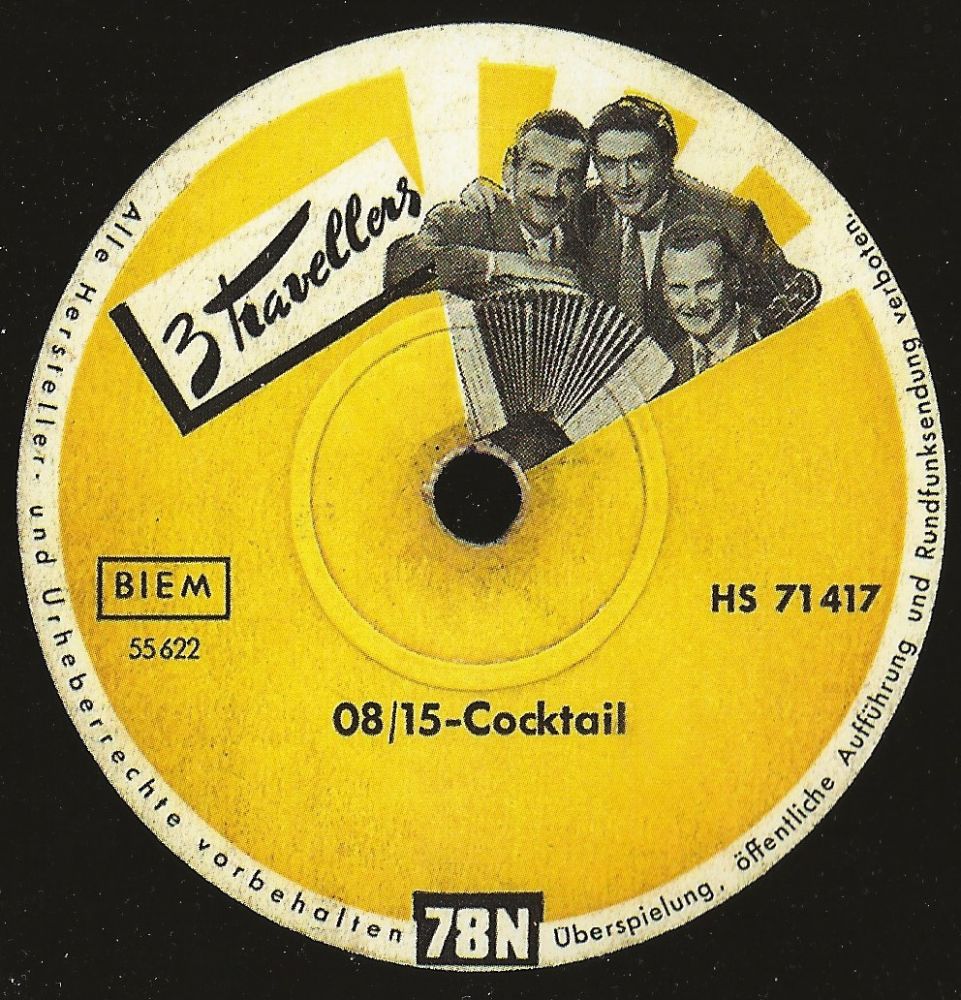 3 Travellers
BIEM
55622
HS 71417
08/15-Cocktail
78N
Alle Hersteller- und Urheberrechte vorbehalten
Überspielung, öffentliche Aufführung und Rundfunksendung verboten.